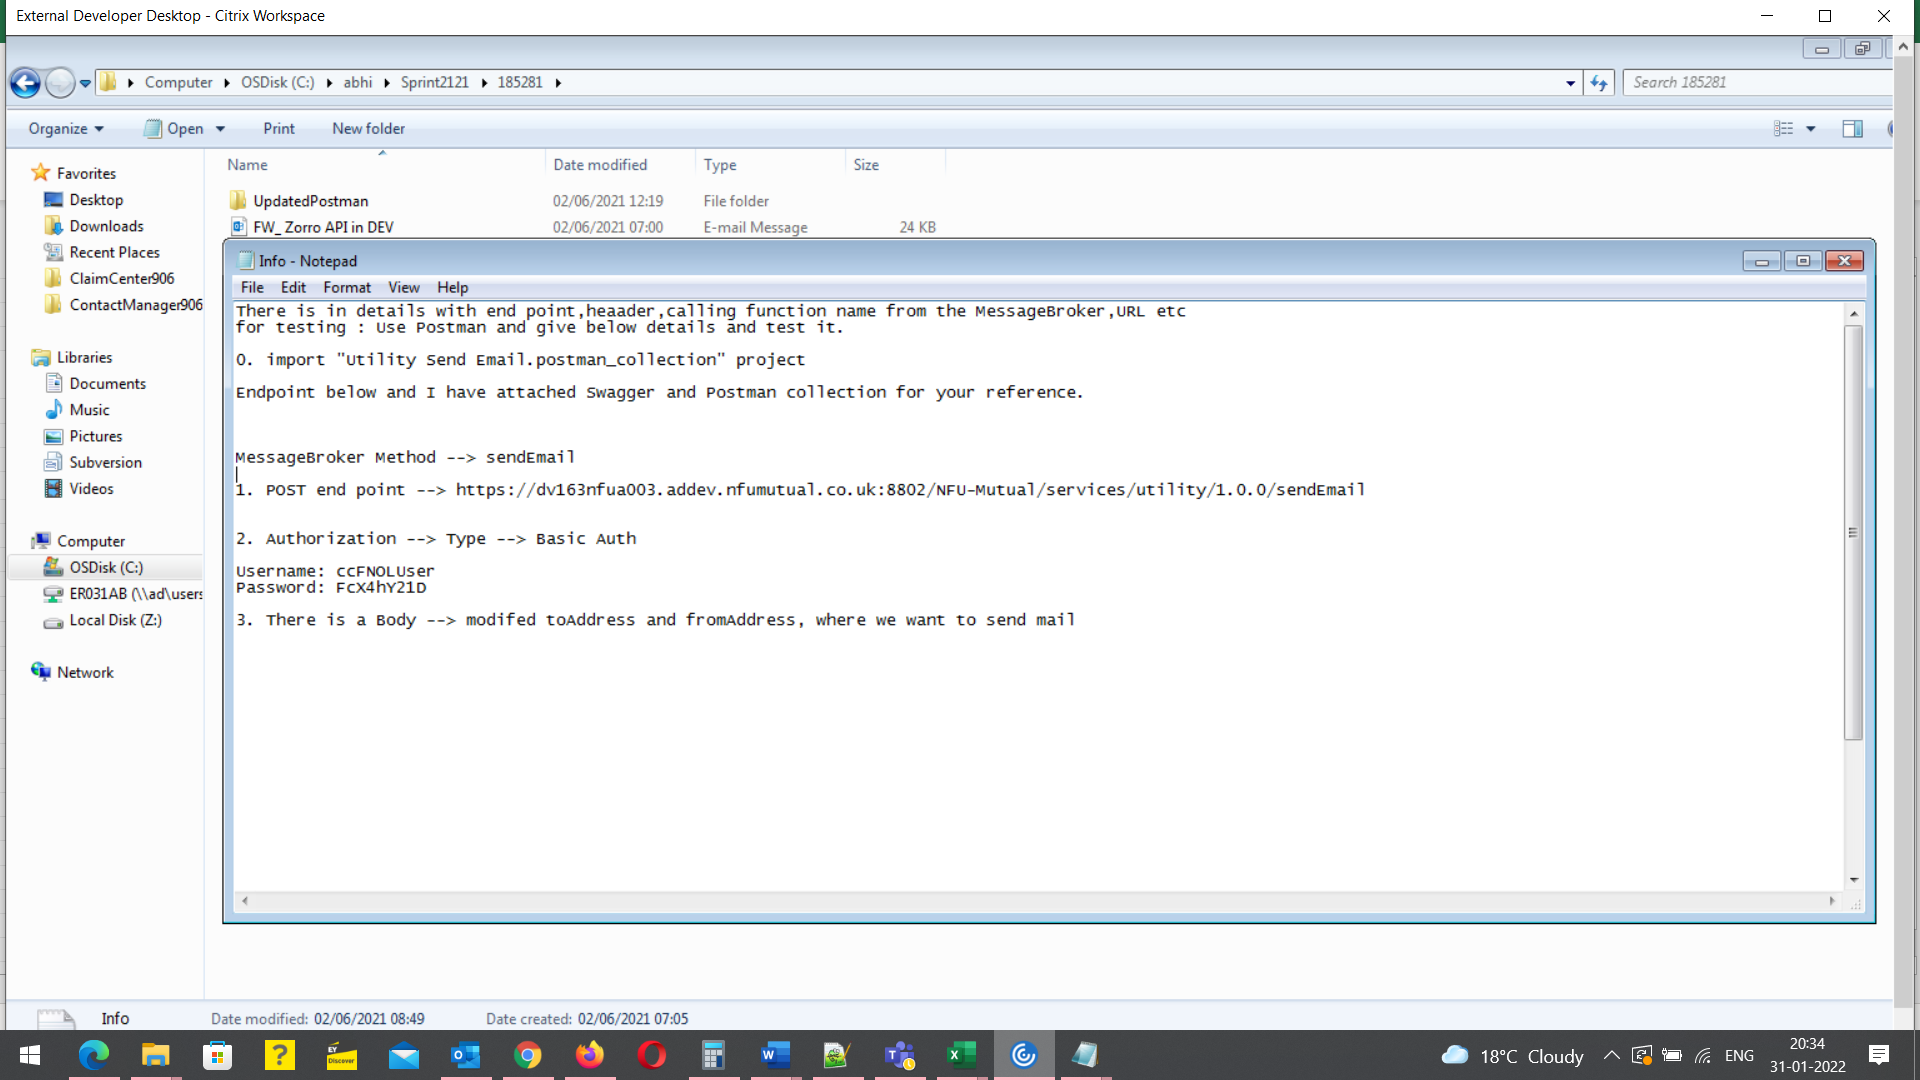 External Developer Desktop - Citrix Workspace
Computer OSDisk (C:) abhi Sprint2121 185281
Search 185281
Organize Open Print New folder
Name Date modified Type Size
Favorites
Desktop
Downloads
Recent Places
ClaimCenter906
ContactManager906
Libraries
Documents
Music
Pictures
Subversion
Videos
Computer
OSDisk (C:)
ER031AB (\\ad\users
Local Disk (Z:)
Network
UpdatedPostman 02/06/2021 12:19 File folder
FW_ Zorro API in DEV 02/06/2021 07:00 E-mail Message 24 KB
Info - Notepad
File Edit Format View Help
There is in details with end point,heaader,calling function name from the MessageBroker,URL etc
for testing : Use Postman and give below details and test it.
0. import "Utility Send Email.postman_collection" project
Endpoint below and I have attached Swagger and Postman collection for your reference.
MessageBroker Method --> sendEmail
1. POST end point --> https://dv163nfua003.addev.nfumutual.co.uk:8802/NFU-Mutual/services/utility/1.0.0/sendEmail
2. Authorization --> Type --> Basic Auth
Username: ccFNOLUser
Password: FcX4hY21D
3. There is a Body --> modifed toAddress and fromAddress, where we want to send mail
Info Date modified: 02/06/2021 08:49 Date created: 02/06/2021 07:05
EY
Discover
18°C Cloudy
ENG
20:34
31-01-2022